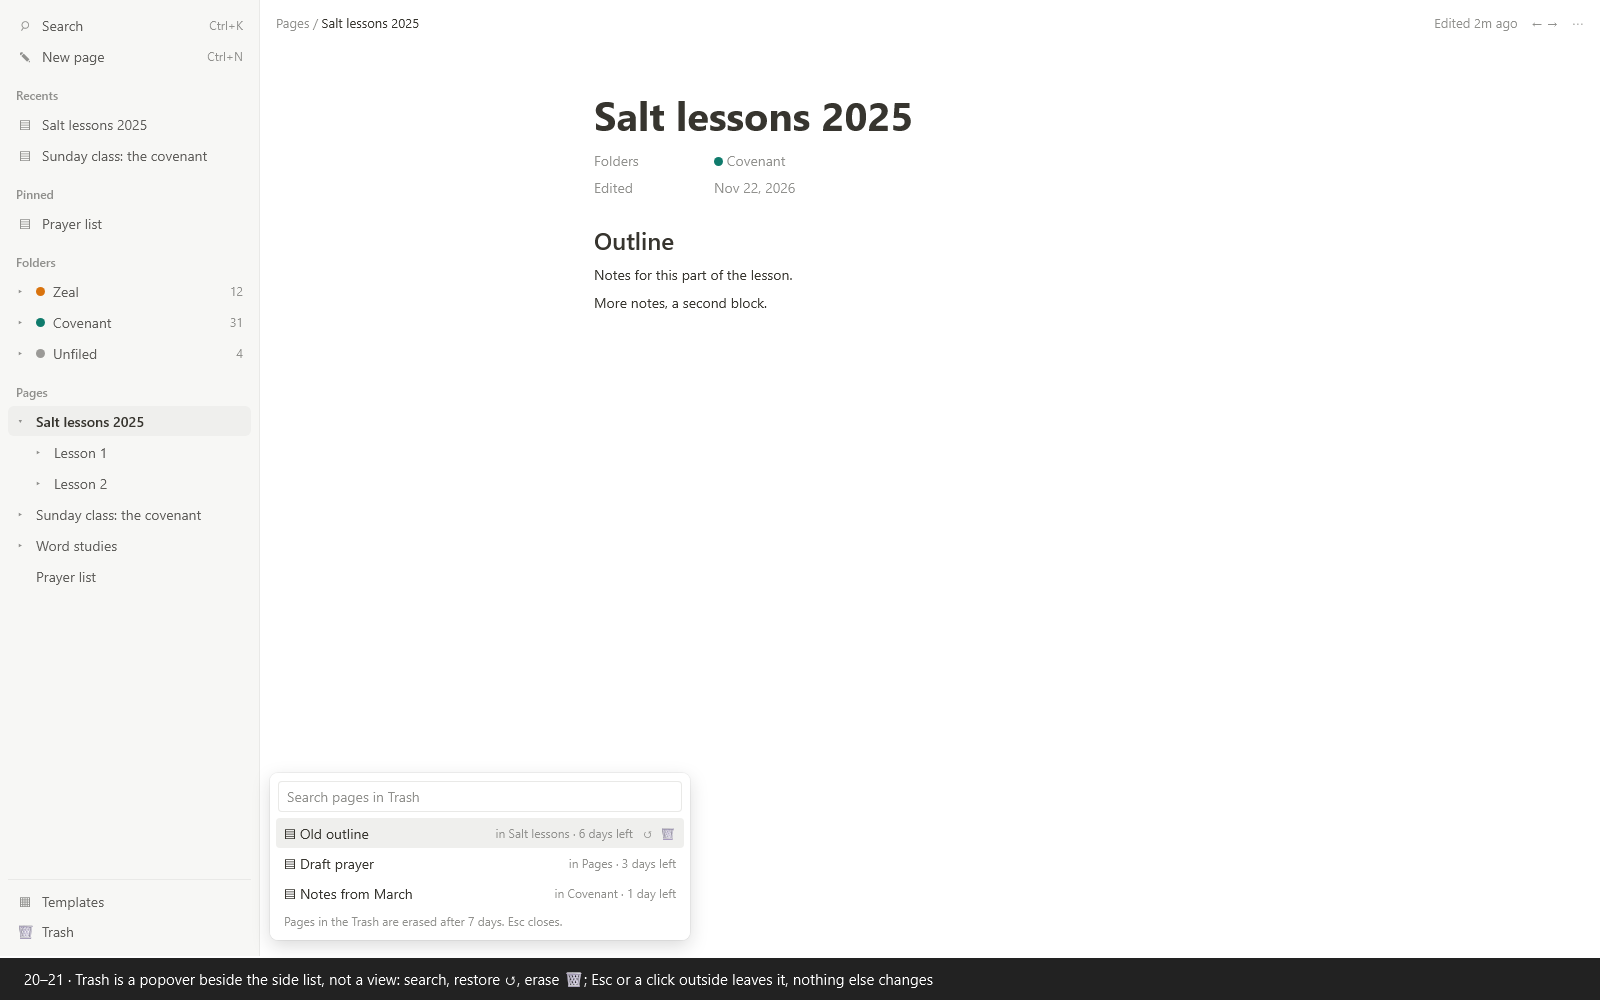 Search Ctrl+K
New page Ctrl+N
Recents
Salt lessons 2025
Sunday class: the covenant
Pinned
Prayer list
Folders
Zeal 12
Covenant 31
Unfiled 4
Pages
Salt lessons 2025
Lesson 1
Lesson 2
Sunday class: the covenant
Word studies
Prayer list
Templates
Trash
Pages / Salt lessons 2025
Edited 2m ago ← → ···
Salt lessons 2025
Folders Covenant
Edited Nov 22, 2026
Outline
Notes for this part of the lesson.
More notes, a second block.
Search pages in Trash
Old outline in Salt lessons · 6 days left ↺ 🗑
Draft prayer in Pages · 3 days left
Notes from March in Covenant · 1 day left
Pages in the Trash are erased after 7 days. Esc closes.
20–21 · Trash is a popover beside the side list, not a view: search, restore ↺, erase 🗑; Esc or a click outside leaves it, nothing else changes